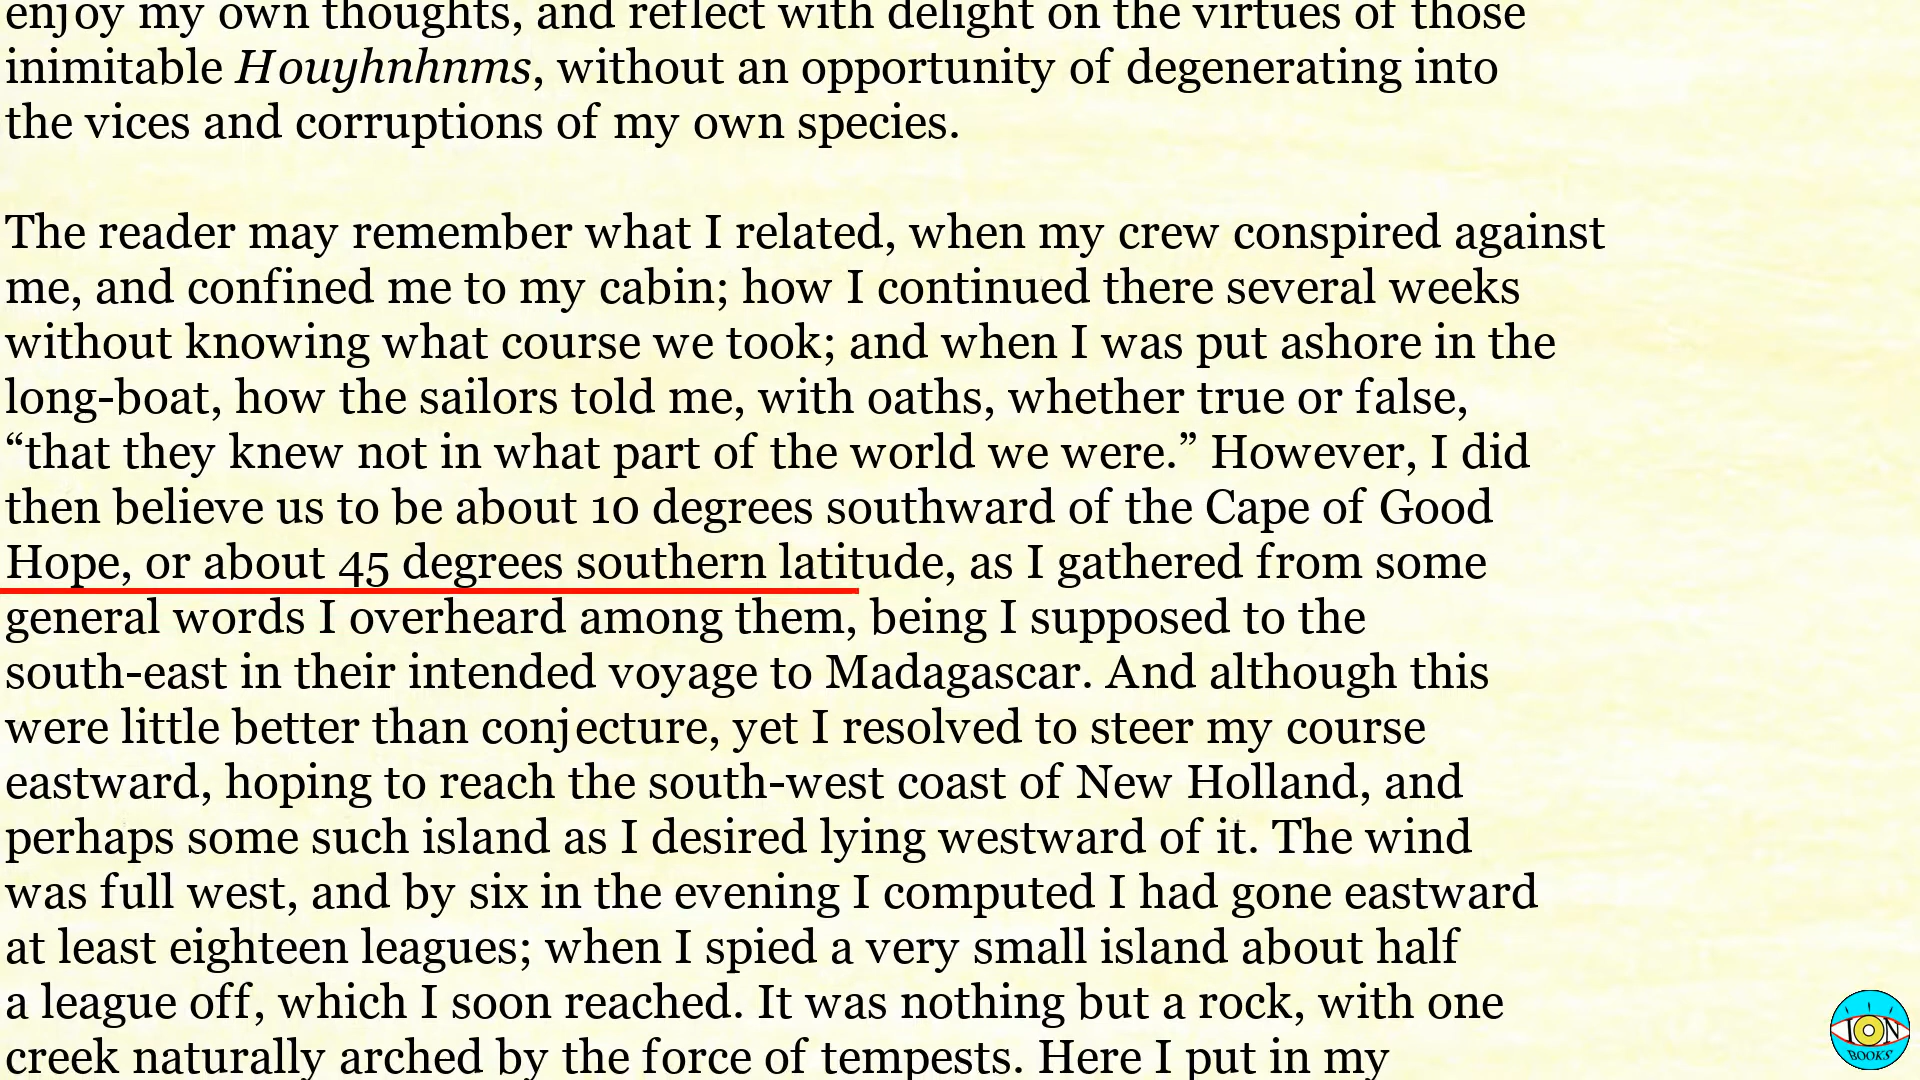 enjoy my own thoughts, and reflect with delight on the virtues of those
inimitable Houyhnhnms, without an opportunity of degenerating into
the vices and corruptions of my own species.
The reader may remember what I related, when my crew conspired against
me, and confined me to my cabin; how I continued there several weeks
without knowing what course we took; and when I was put ashore in the
long-boat, how the sailors told me, with oaths, whether true or false,
“that they knew not in what part of the world we were.” However, I did
then believe us to be about 10 degrees southward of the Cape of Good
Hope, or about 45 degrees southern latitude, as I gathered from some
general words I overheard among them, being I supposed to the
south-east in their intended voyage to Madagascar. And although this
were little better than conjecture, yet I resolved to steer my course
eastward, hoping to reach the south-west coast of New Holland, and
perhaps some such island as I desired lying westward of it. The wind
was full west, and by six in the evening I computed I had gone eastward
at least eighteen leagues; when I spied a very small island about half
a league off, which I soon reached. It was nothing but a rock, with one
creek naturally arched by the force of tempests. Here I put in my
ION
BOOKS